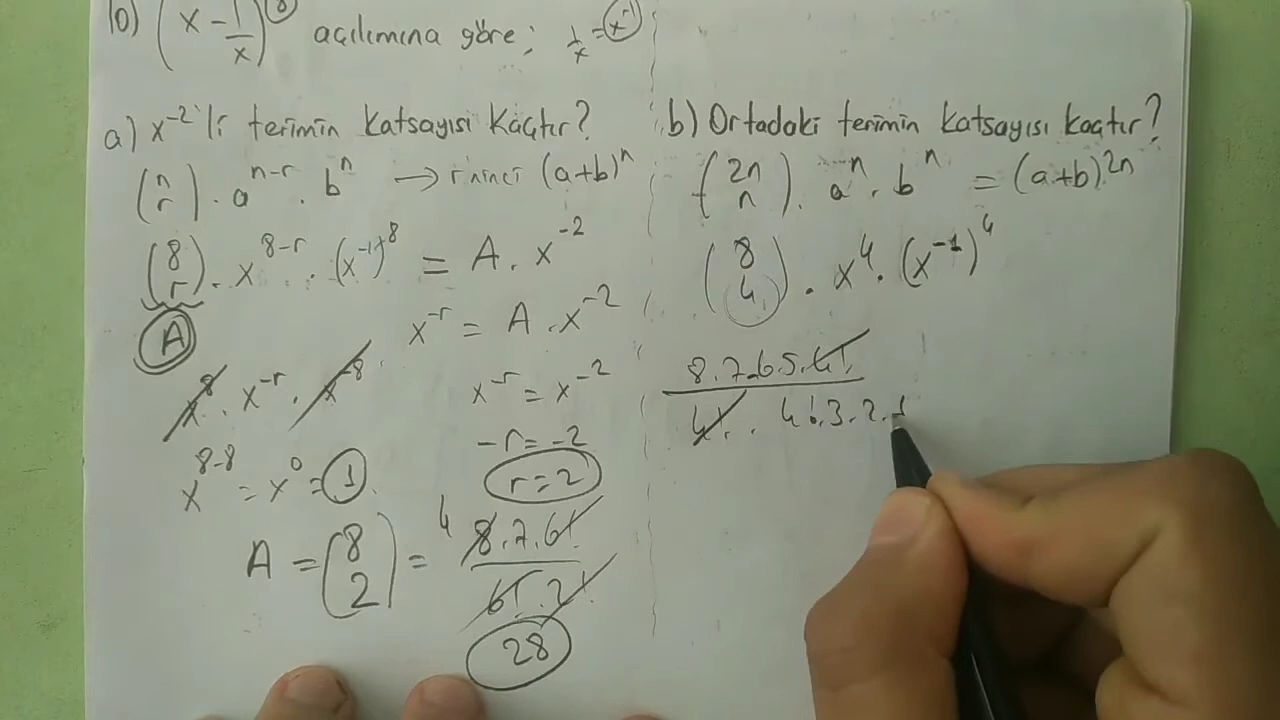 10) (x - 1/x)^8 açılımına göre; 1/x = x^-1
a) x^-2'li terimin katsayısı kaçtır?
(n r) . a^n-r . b^n → r'ninci (a+b)^n
(8 r) . x^8-r . (x^-1)^8 = A . x^-2
A
x^-r = A . x^-2
x^8 . x^-r . x^-8
x^-r = x^-2
-r = -2
x^8-8 = x^0 = 1
r = 2
A = (8 2) = 8.7.6! / 6!.2! 4
28
b) Ortadaki terimin katsayısı kaçtır?
(2n n) . a^n . b^n = (a+b)^2n
(8 4) . x^4 . (x^-1)^4
8.7.6.5.4!
4! . . 4!.3.2.1